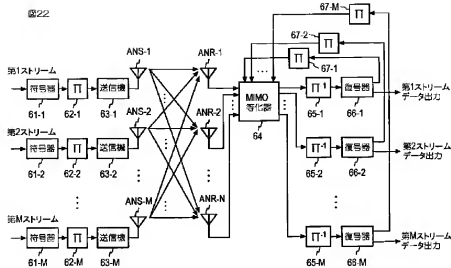 図22
67-M
Π
67-2
Π
67-1
Π
ANS-1
ANR-1
第1ストリーム
符号器
Π
送信機
61-1
62-1
63-1
MIMO
等化器
64
Π-1
復号器
65-1
66-1
第1ストリーム
データ出力
ANS-2
ANR-2
第2ストリーム
符号器
Π
送信機
61-2
62-2
63-2
Π-1
復号器
65-2
66-2
第2ストリーム
データ出力
ANS-M
ANR-N
第Mストリーム
符号器
Π
送信機
61-M
62-M
63-M
Π-1
復号器
65-M
66-M
第Mストリーム
データ出力